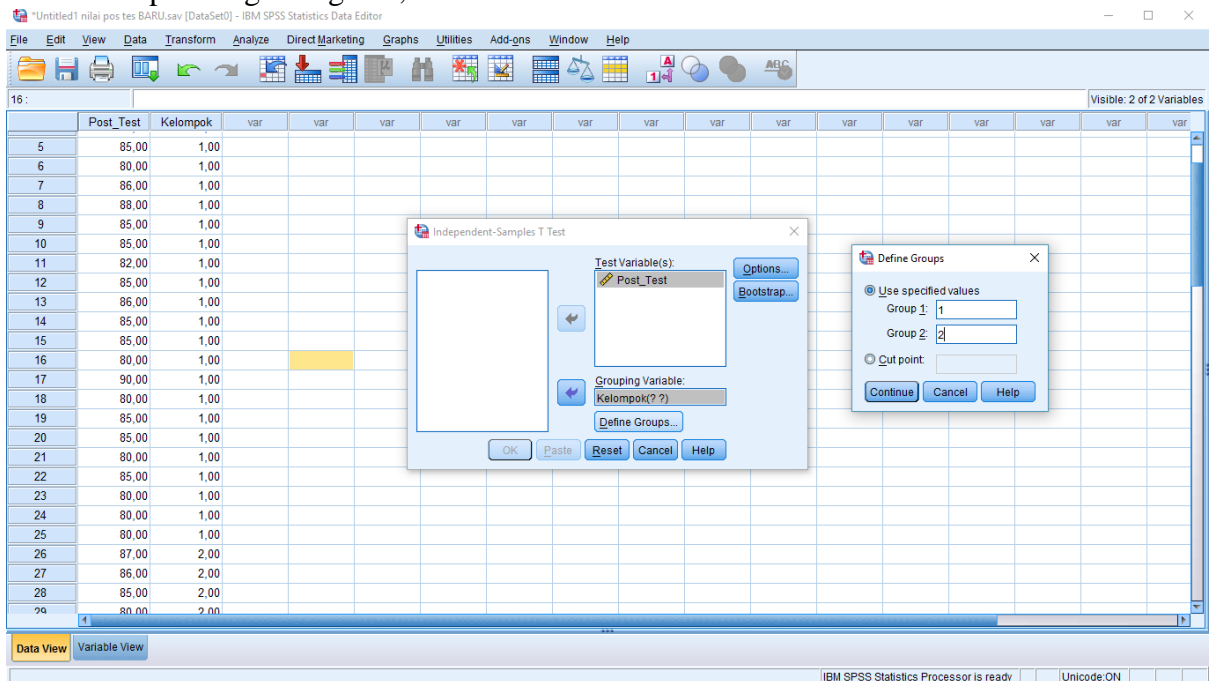 *Untitled1 nilai pos tes BARU.sav [DataSet0] - IBM SPSS Statistics Data Editor
File Edit View Data Transform Analyze Direct Marketing Graphs Utilities Add-ons Window Help
16 :
Visible: 2 of 2 Variables
Post_Test Kelompok var var var var var var var var var var var var var var var
5 85,00 1,00
6 80,00 1,00
7 86,00 1,00
8 88,00 1,00
9 85,00 1,00
10 85,00 1,00
11 82,00 1,00
12 85,00 1,00
13 86,00 1,00
14 85,00 1,00
15 85,00 1,00
16 80,00 1,00
17 90,00 1,00
18 80,00 1,00
19 85,00 1,00
20 85,00 1,00
21 80,00 1,00
22 85,00 1,00
23 80,00 1,00
24 80,00 1,00
25 80,00 1,00
26 87,00 2,00
27 86,00 2,00
28 85,00 2,00
29 80,00 2,00
Independent-Samples T Test
Test Variable(s):
Post_Test
Options...
Bootstrap...
Grouping Variable:
Kelompok(? ?)
Define Groups...
OK Paste Reset Cancel Help
Define Groups
Use specified values
Group 1: 1
Group 2: 2
Cut point:
Continue Cancel Help
Data View Variable View
IBM SPSS Statistics Processor is ready Unicode:ON